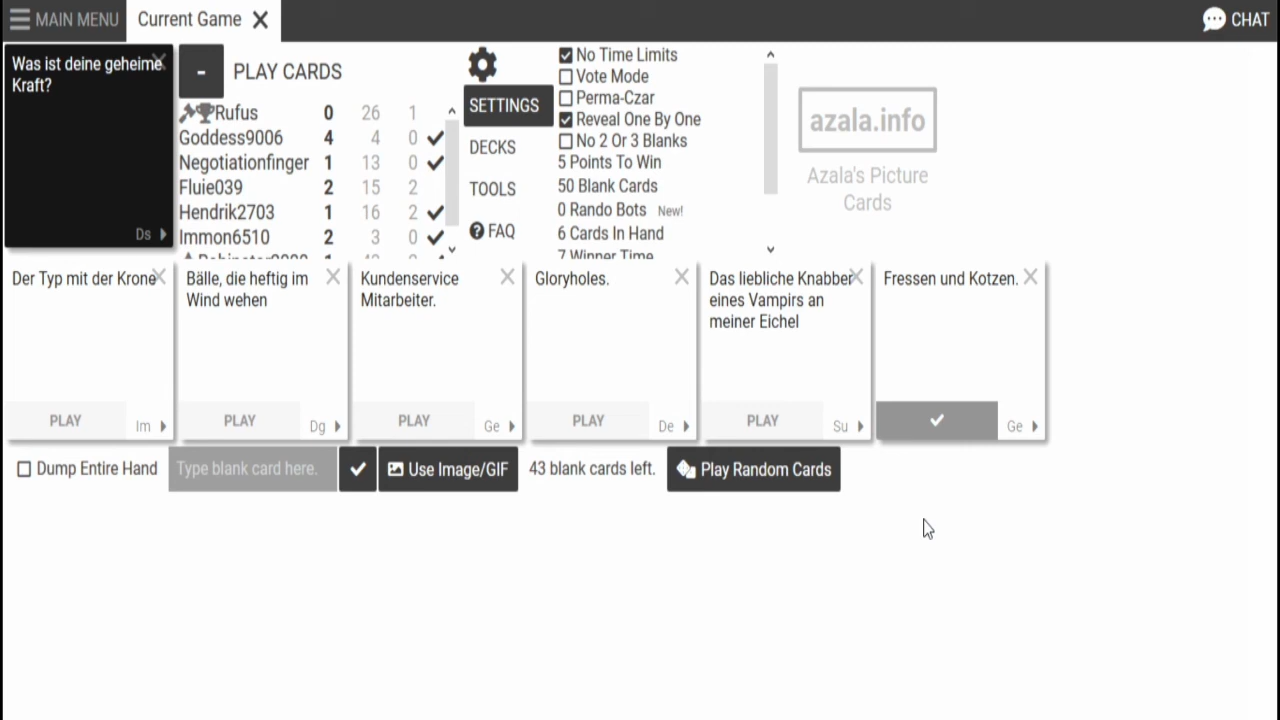 MAIN MENU
Current Game
CHAT
Was ist deine geheime
Kraft?
Ds
-
PLAY CARDS
Rufus 0 26 1
Goddess9006 4 4 0
Negotiationfinger 1 13 0
Fluie039 2 15 2
Hendrik2703 1 16 2
Immon6510 2 3 0
SETTINGS
DECKS
TOOLS
FAQ
No Time Limits
Vote Mode
Perma-Czar
Reveal One By One
No 2 Or 3 Blanks
5 Points To Win
50 Blank Cards
0 Rando Bots New!
6 Cards In Hand
7 Winner Time
azala.info
Azala's Picture
Cards
Der Typ mit der Krone
PLAY
Im
Bälle, die heftig im
Wind wehen
PLAY
Dg
Kundenservice
Mitarbeiter.
PLAY
Ge
Gloryholes.
PLAY
De
Das liebliche Knabber
eines Vampirs an
meiner Eichel
PLAY
Su
Fressen und Kotzen.
Ge
Dump Entire Hand
Type blank card here.
Use Image/GIF
43 blank cards left.
Play Random Cards